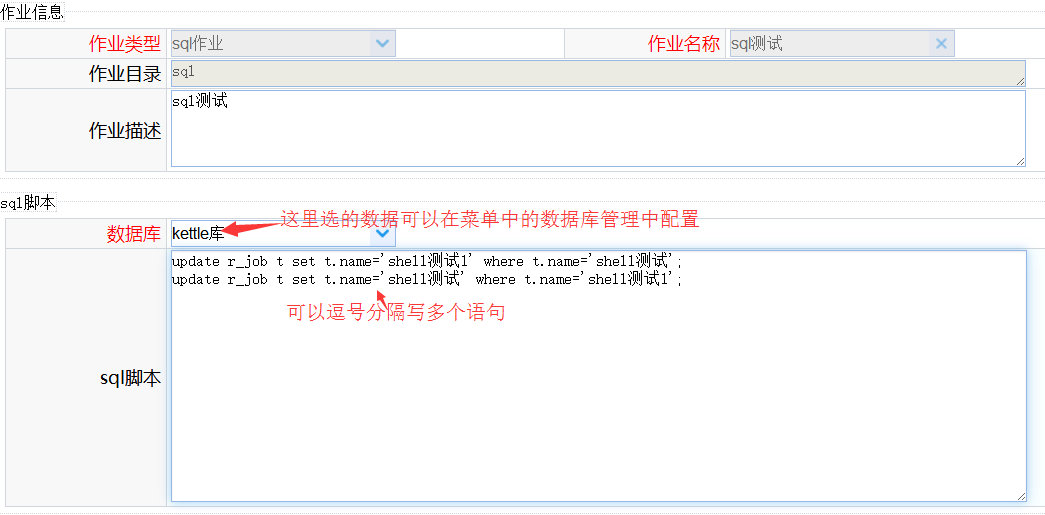 作业信息
作业类型 sql作业 作业名称 sql测试
作业目录 sql
作业描述 sql测试
sql脚本
这里选的数据可以在菜单中的数据库管理中配置
数据库 kettle库
update r_job t set t.name='shell测试1' where t.name='shell测试';
update r_job t set t.name='shell测试' where t.name='shell测试1';
可以逗号分隔写多个语句
sql脚本